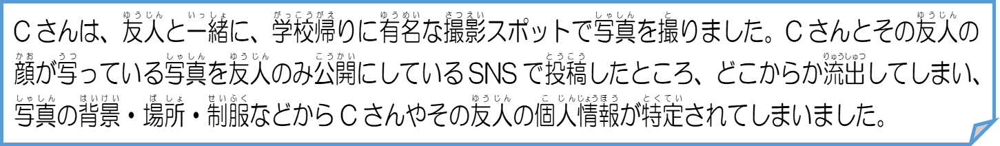 Cさんは、友人と一緒に、学校帰りに有名な撮影スポットで写真を撮りました。Cさんとその友人の
顔が写っている写真を友人のみ公開にしているSNSで投稿したところ、どこからか流出してしまい、
写真の背景・場所・制服などからCさんやその友人の個人情報が特定されてしまいました。